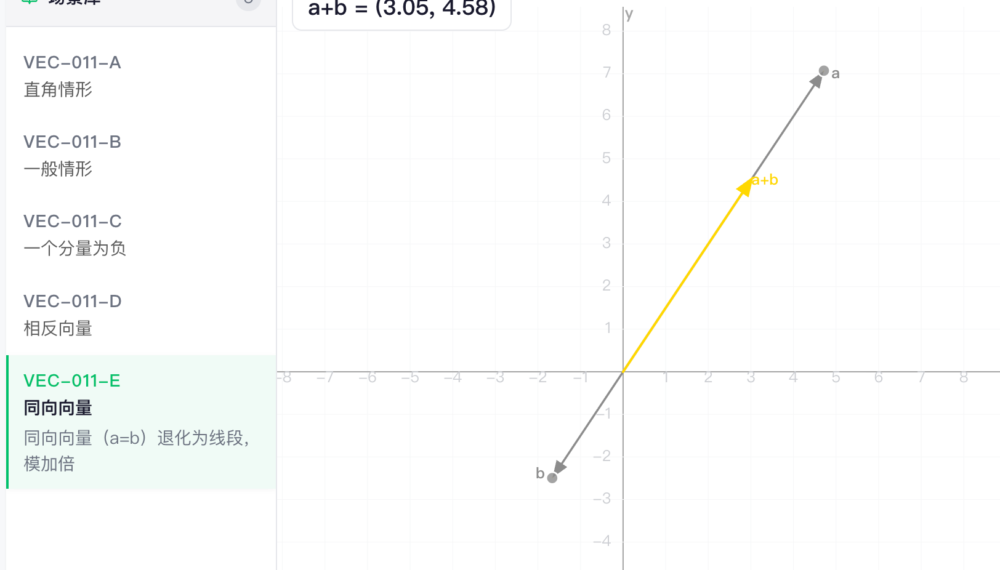 场景库
a+b = (3.05, 4.58)
VEC-011-A
直角情形
VEC-011-B
一般情形
VEC-011-C
一个分量为负
VEC-011-D
相反向量
VEC-011-E
同向向量
同向向量（a=b）退化为线段，
模加倍
y
8
7
6
5
4
3
2
1
-8 -7 -6 -5 -4 -3 -2 -1 1 2 3 4 5 6 7 8
-1
-2
-3
-4
a
a+b
b